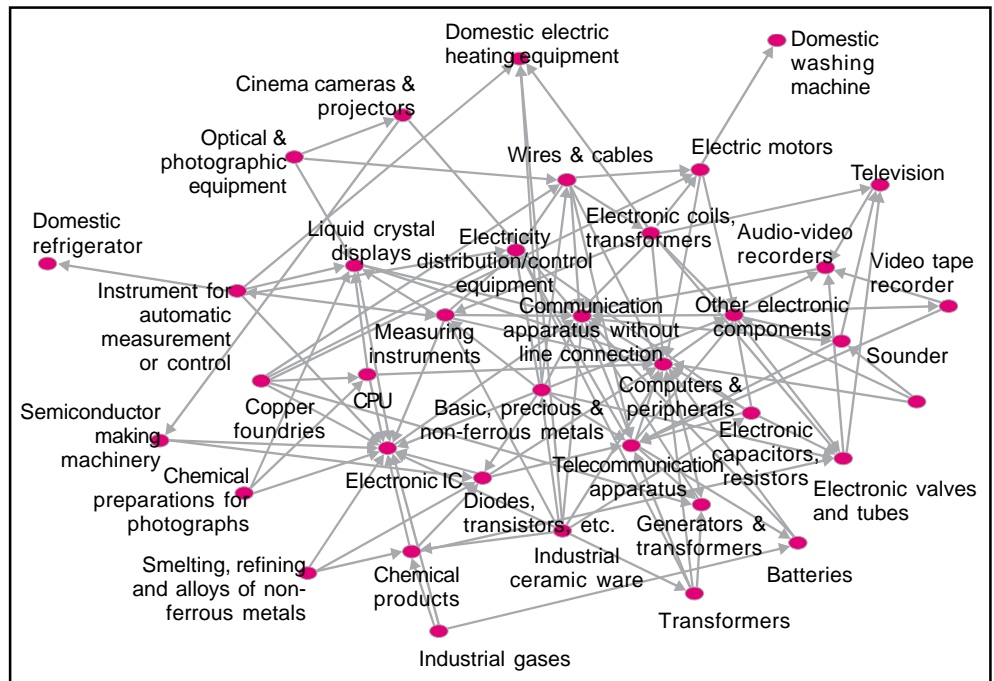 Domestic electric
heating equipment
Domestic
washing
machine
Cinema cameras &
projectors
Optical &
photographic
equipment
Wires & cables
Electric motors
Television
Domestic
refrigerator
Liquid crystal
displays
Electricity
distribution/control
equipment
Electronic coils,
transformers
Audio-video
recorders
Video tape
recorder
Instrument for
automatic
measurement
or control
Measuring
instruments
Communication
apparatus without
line connection
Other electronic
components
Sounder
Semiconductor
making
machinery
Copper
foundries
CPU
Basic, precious &
non-ferrous metals
Computers &
peripherals
Electronic
capacitors,
resistors
Chemical
preparations for
photographs
Electronic IC
Diodes,
transistors, etc.
Telecommunication
apparatus
Generators &
transformers
Electronic valves
and tubes
Smelting, refining
and alloys of non-
ferrous metals
Chemical
products
Industrial
ceramic ware
Batteries
Transformers
Industrial gases